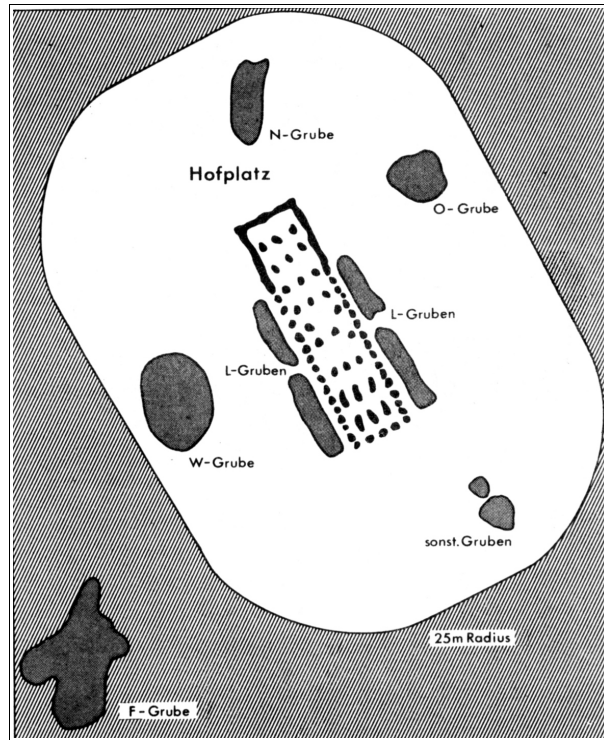 N-Grube
Hofplatz
O-Grube
L-Gruben
L-Gruben
W-Grube
sonst. Gruben
25m Radius
F-Grube